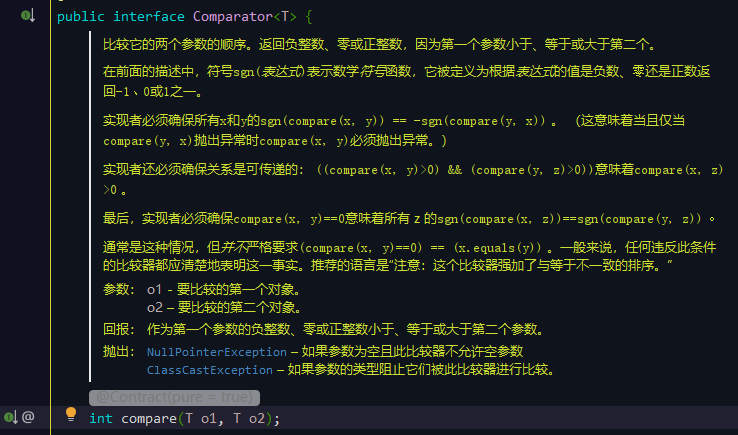 public interface Comparator<T> {
比较它的两个参数的顺序。返回负整数、零或正整数，因为第一个参数小于、等于或大于第二个。
在前面的描述中，符号sgn(表达式)表示数学符号函数，它被定义为根据表达式的值是负数、零还是正数返
回-1、0或1之一。
实现者必须确保所有x和y的sgn(compare(x, y)) == -sgn(compare(y, x)) 。 （这意味着当且仅当
compare(y, x)抛出异常时compare(x, y)必须抛出异常。）
实现者还必须确保关系是可传递的： ((compare(x, y)>0) && (compare(y, z)>0))意味着compare(x, z)
>0 。
最后，实现者必须确保compare(x, y)==0意味着所有 z 的sgn(compare(x, z))==sgn(compare(y, z)) 。
通常是这种情况，但并不严格要求(compare(x, y)==0) == (x.equals(y)) 。一般来说，任何违反此条件
的比较器都应清楚地表明这一事实。推荐的语言是“注意：这个比较器强加了与等于不一致的排序。”
参数： o1 - 要比较的第一个对象。
o2 – 要比较的第二个对象。
回报： 作为第一个参数的负整数、零或正整数小于、等于或大于第二个参数。
抛出： NullPointerException – 如果参数为空且此比较器不允许空参数
ClassCastException – 如果参数的类型阻止它们被此比较器进行比较。
@Contract(pure = true)
int compare(T o1, T o2);